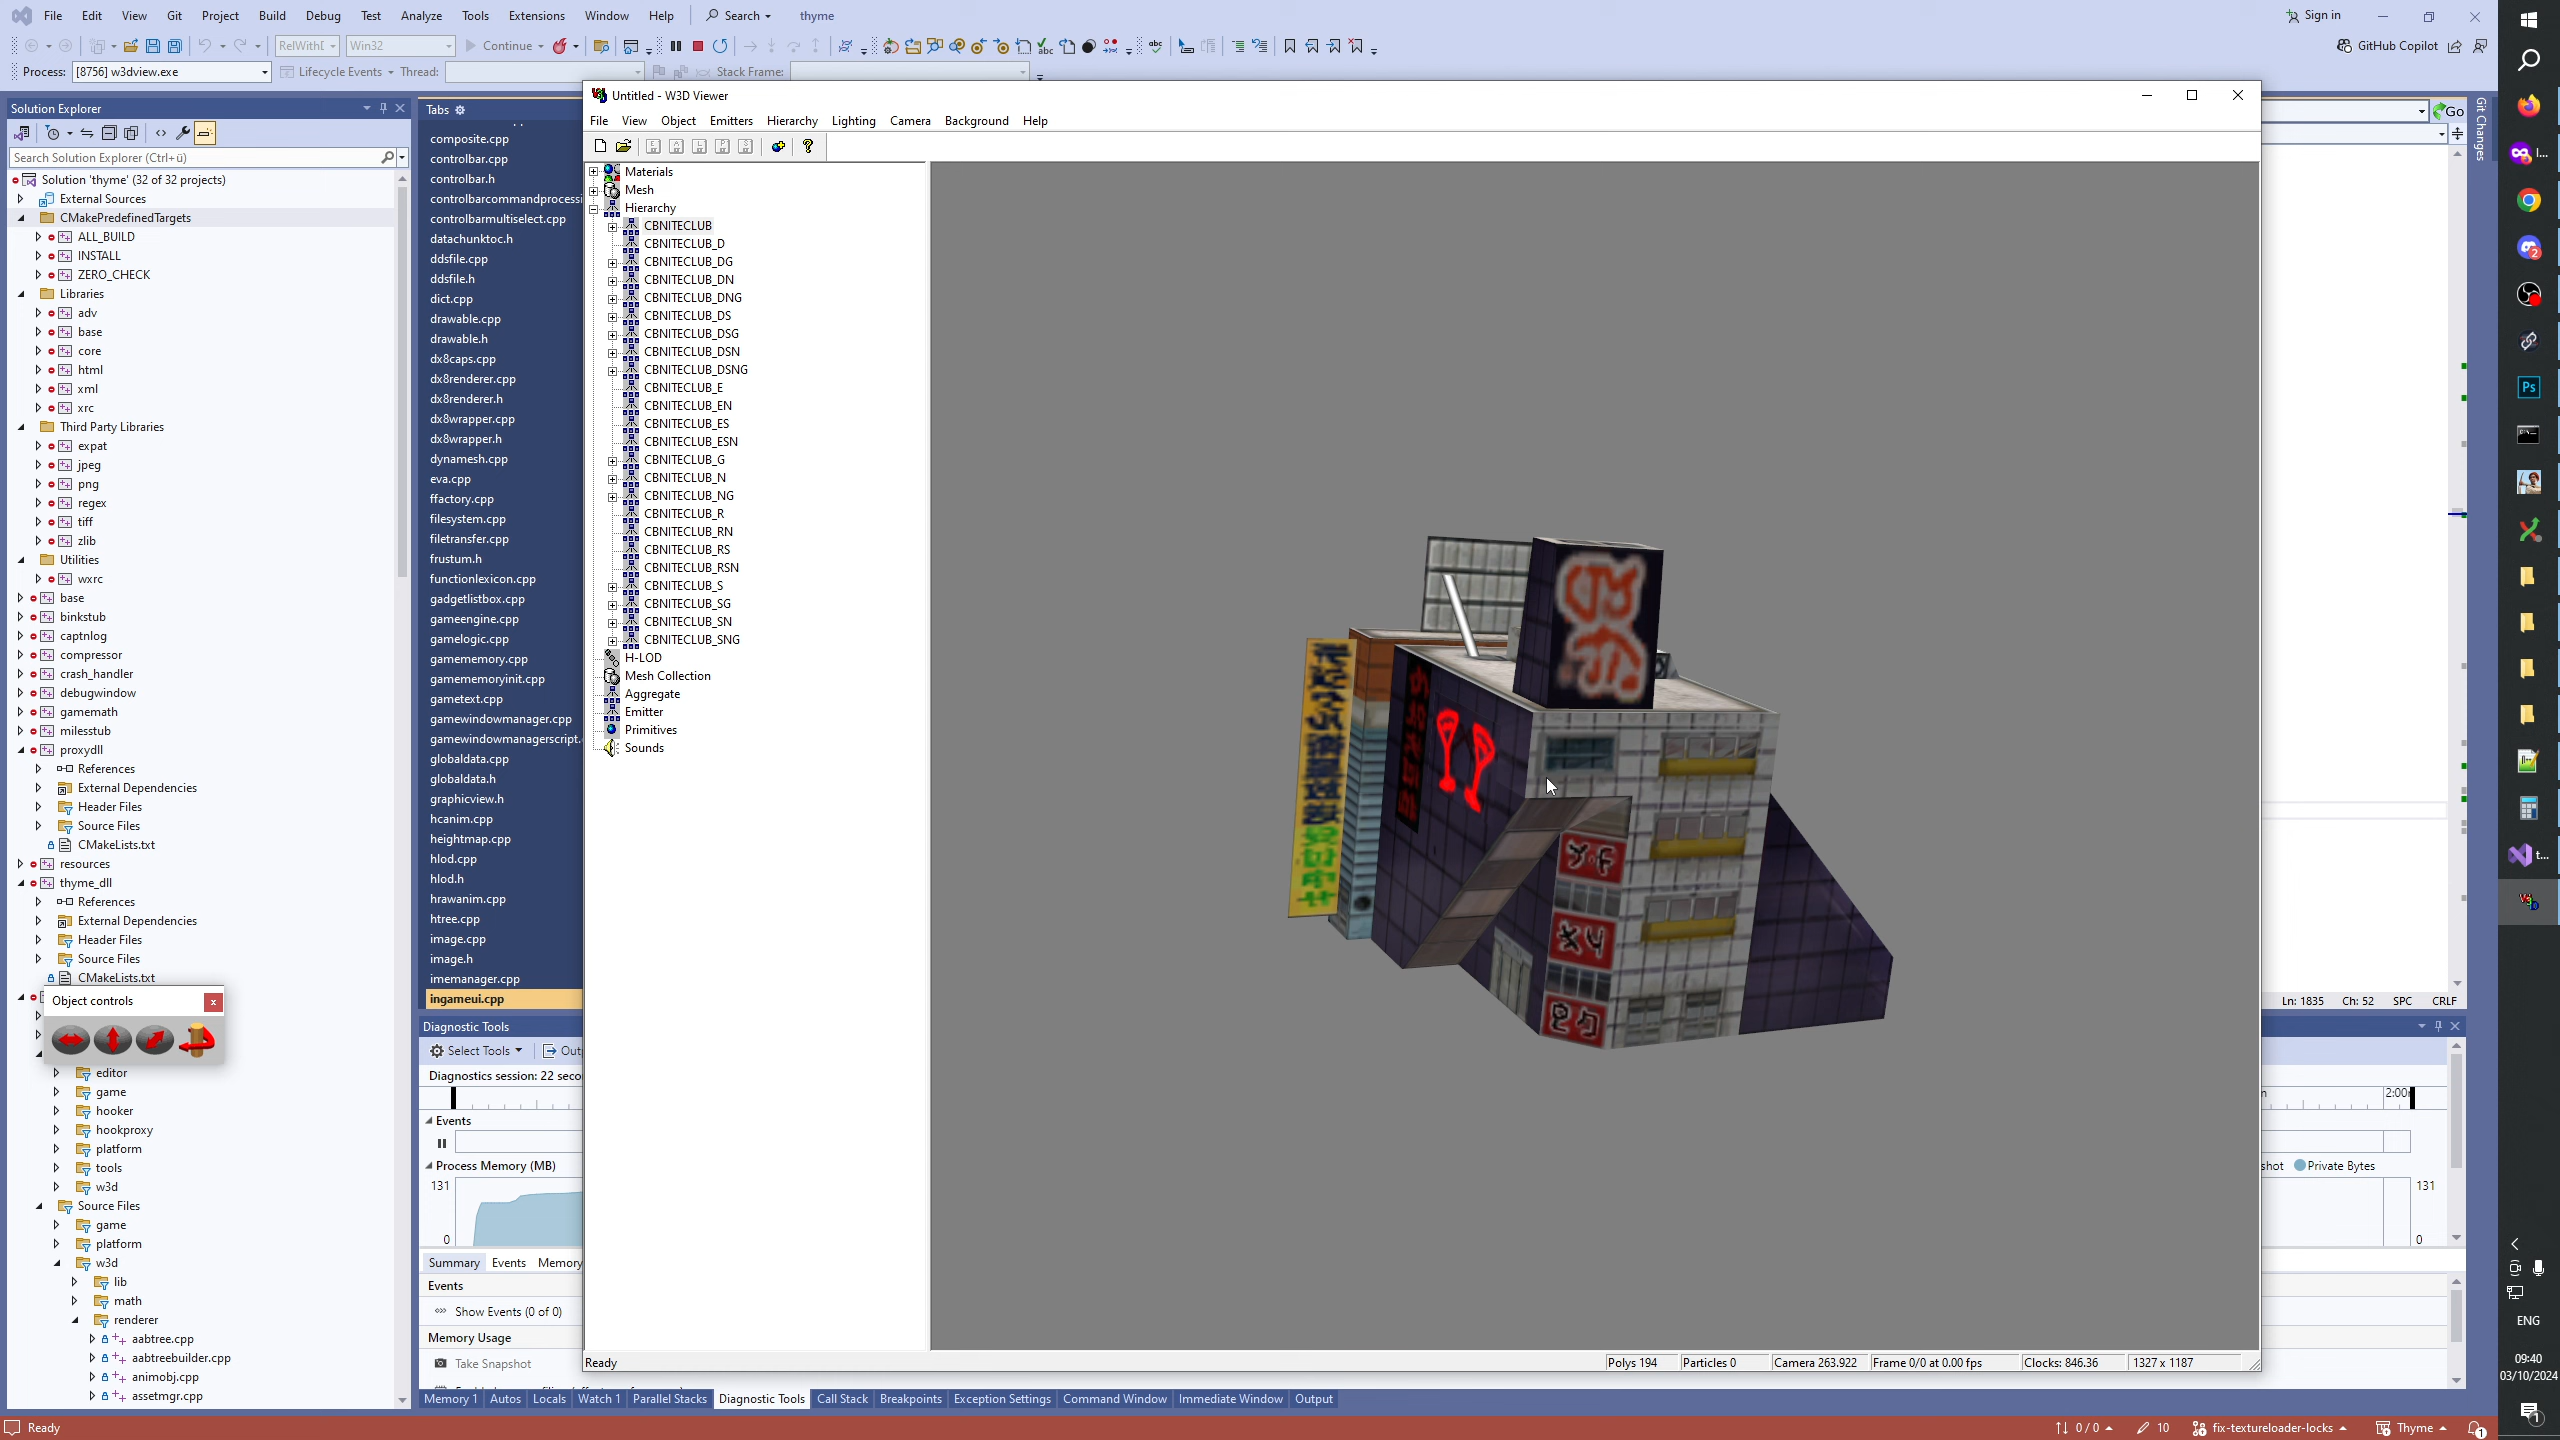 File Edit View Git Project Build Debug Test Analyze Tools Extensions Window Help Search thyme Sign in
RelWithD Win32 Continue GitHub Copilot
Process: [8756] w3dview.exe Lifecycle Events Thread: Stack Frame:
Solution Explorer
Search Solution Explorer (Ctrl+ü)
Solution 'thyme' (32 of 32 projects)
External Sources
CMakePredefinedTargets
ALL_BUILD
INSTALL
ZERO_CHECK
Libraries
adv
base
core
html
xml
xrc
Third Party Libraries
expat
jpeg
png
regex
tiff
zlib
Utilities
wxrc
base
binkstub
captnlog
compressor
crash_handler
debugwindow
gamemath
milesstub
proxydll
References
External Dependencies
Header Files
Source Files
CMakeLists.txt
resources
thyme_dll
References
External Dependencies
Header Files
Source Files
CMakeLists.txt
Object controls
editor
game
hooker
hookproxy
platform
tools
w3d
Source Files
game
platform
w3d
lib
math
renderer
aabtree.cpp
aabtreebuilder.cpp
animobj.cpp
assetmgr.cpp
Tabs
composite.cpp
controlbar.cpp
controlbar.h
controlbarcommandprocessi
controlbarmultiselect.cpp
datachunktoc.h
ddsfile.cpp
ddsfile.h
dict.cpp
drawable.cpp
drawable.h
dx8caps.cpp
dx8renderer.cpp
dx8renderer.h
dx8wrapper.cpp
dx8wrapper.h
dynamesh.cpp
eva.cpp
ffactory.cpp
filesystem.cpp
filetransfer.cpp
frustum.h
functionlexicon.cpp
gadgetlistbox.cpp
gameengine.cpp
gamelogic.cpp
gamememory.cpp
gamememoryinit.cpp
gametext.cpp
gamewindowmanager.cpp
gamewindowmanagerscript.
globaldata.cpp
globaldata.h
graphicview.h
hcanim.cpp
heightmap.cpp
hlod.cpp
hlod.h
hrawanim.cpp
htree.cpp
image.cpp
image.h
imemanager.cpp
ingameui.cpp
Diagnostic Tools
Select Tools Out
Diagnostics session: 22 seco
Events
Process Memory (MB)
131
0
Summary Events Memory
Events
Show Events (0 of 0)
Memory Usage
Take Snapshot
Untitled - W3D Viewer
File View Object Emitters Hierarchy Lighting Camera Background Help
Materials
Mesh
Hierarchy
CBNITECLUB
CBNITECLUB_D
CBNITECLUB_DG
CBNITECLUB_DN
CBNITECLUB_DNG
CBNITECLUB_DS
CBNITECLUB_DSG
CBNITECLUB_DSN
CBNITECLUB_DSNG
CBNITECLUB_E
CBNITECLUB_EN
CBNITECLUB_ES
CBNITECLUB_ESN
CBNITECLUB_G
CBNITECLUB_N
CBNITECLUB_NG
CBNITECLUB_R
CBNITECLUB_RN
CBNITECLUB_RS
CBNITECLUB_RSN
CBNITECLUB_S
CBNITECLUB_SG
CBNITECLUB_SN
CBNITECLUB_SNG
H-LOD
Mesh Collection
Aggregate
Emitter
Primitives
Sounds
Ready Polys 194 Particles 0 Camera 263.922 Frame 0/0 at 0.00 fps Clocks: 846.36 1327 x 1187
Go
Git Changes
Ln: 1835 Ch: 52 SPC CRLF
2:00
shot Private Bytes
131
0
Memory 1 Autos Locals Watch 1 Parallel Stacks Diagnostic Tools Call Stack Breakpoints Exception Settings Command Window Immediate Window Output
Ready 0 / 0 10 fix-textureloader-locks Thyme 1
2
Ps
ENG
09:40
03/10/2024
1